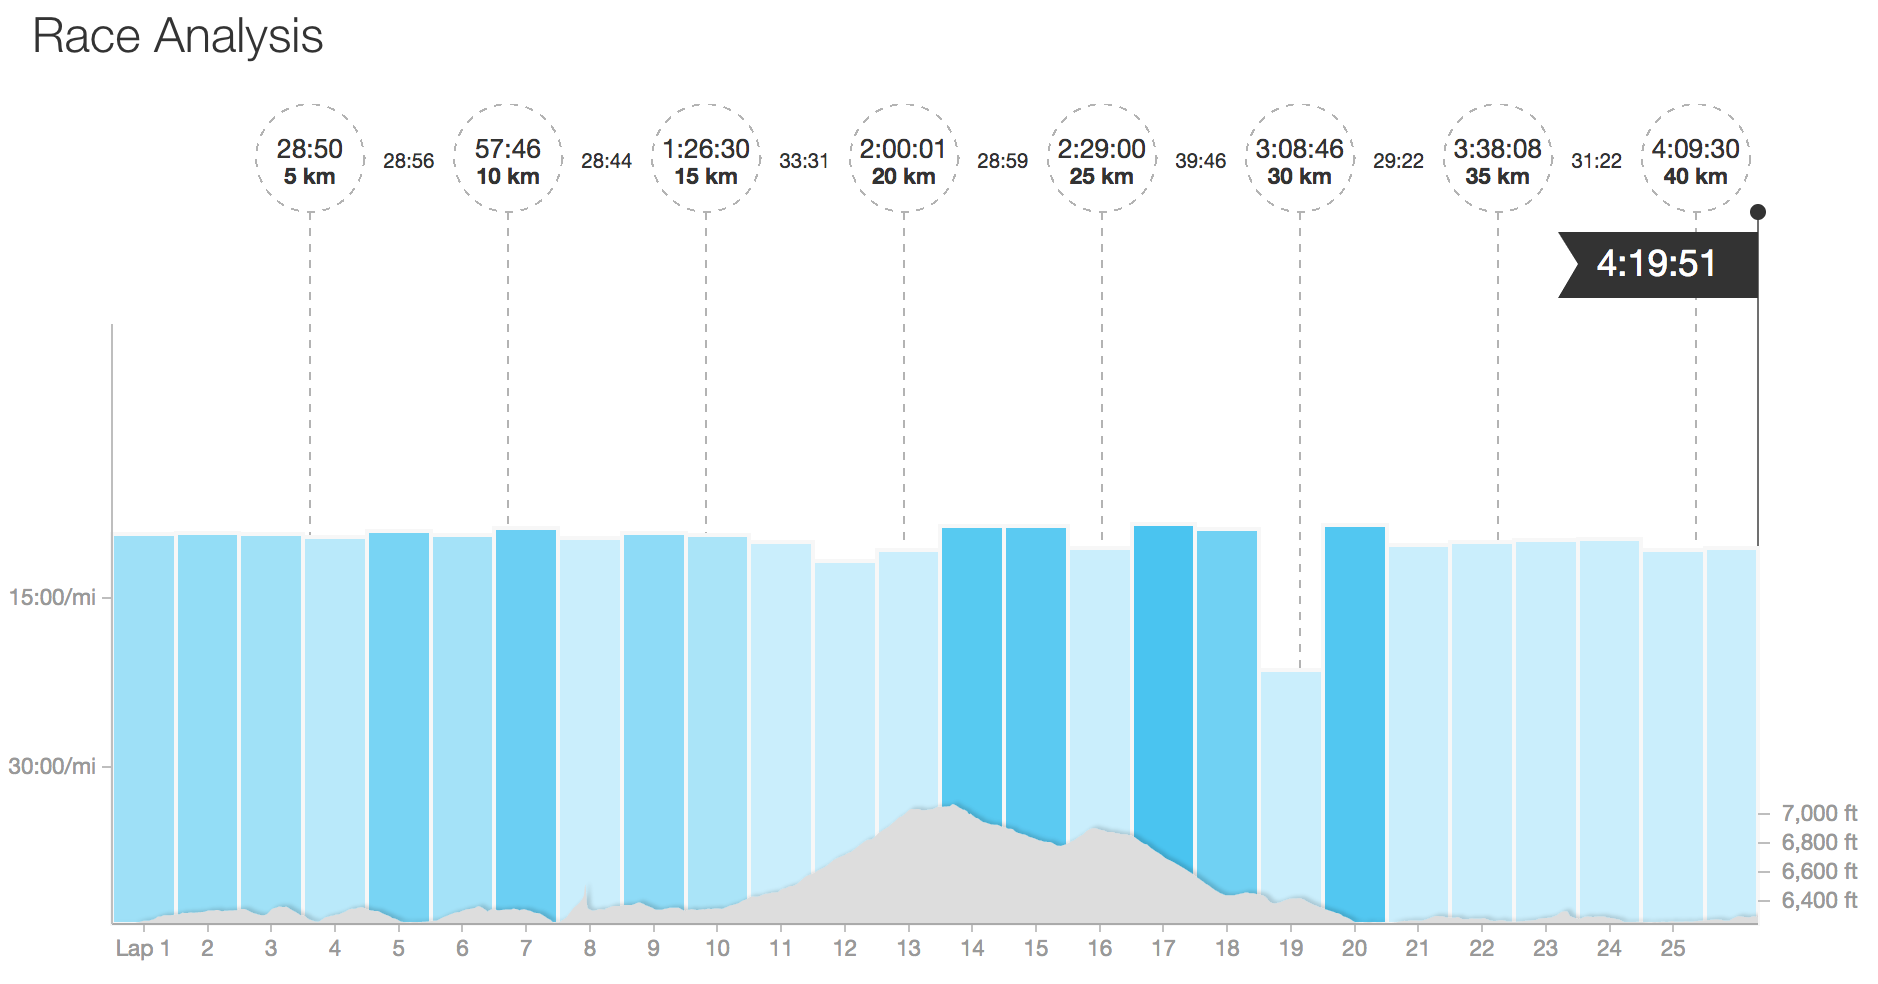 Race Analysis
28:50 28:56 57:46 28:44 1:26:30 33:31 2:00:01 28:59 2:29:00 39:46 3:08:46 29:22 3:38:08 31:22 4:09:30
5 km 10 km 15 km 20 km 25 km 30 km 35 km 40 km
4:19:51
15:00/mi
30:00/mi
7,000 ft
6,800 ft
6,600 ft
6,400 ft
Lap 1 2 3 4 5 6 7 8 9 10 11 12 13 14 15 16 17 18 19 20 21 22 23 24 25